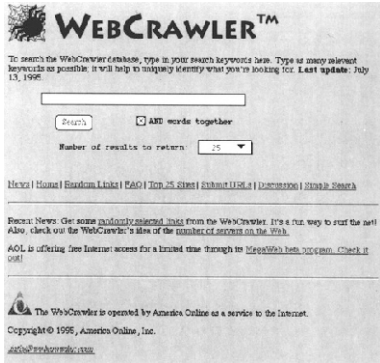 WEBCRAWLER™
To search the WebCrawler database, type in your search keywords here. Type as many relevant
keywords as possible; it will help to uniquely identify what you're looking for. Last update: July
13, 1995.
Search
AND words together
Number of results to return: 25
News | Home | Random Links | FAQ | Top 25 Sites | Submit URLs | Discussion | Simple Search
Recent News: Get some randomly selected links from the WebCrawler. It's a fun way to surf the net!
Also, check out the WebCrawler's idea of the number of servers on the Web.
AOL is offering free Internet access for a limited time through its MegaWeb beta program. Check it
out!
The WebCrawler is operated by America Online as a service to the Internet.
Copyright © 1995, America Online, Inc.